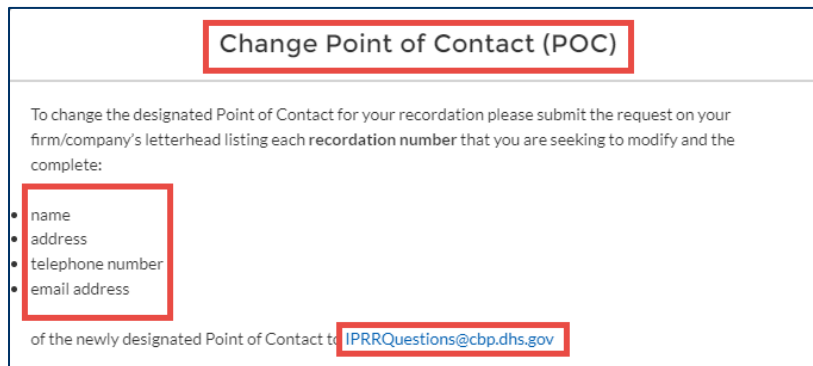 Change Point of Contact (POC)
To change the designated Point of Contact for your recordation please submit the request on your
firm/company's letterhead listing each recordation number that you are seeking to modify and the
complete:
• name
• address
• telephone number
• email address
of the newly designated Point of Contact to IPRRQuestions@cbp.dhs.gov